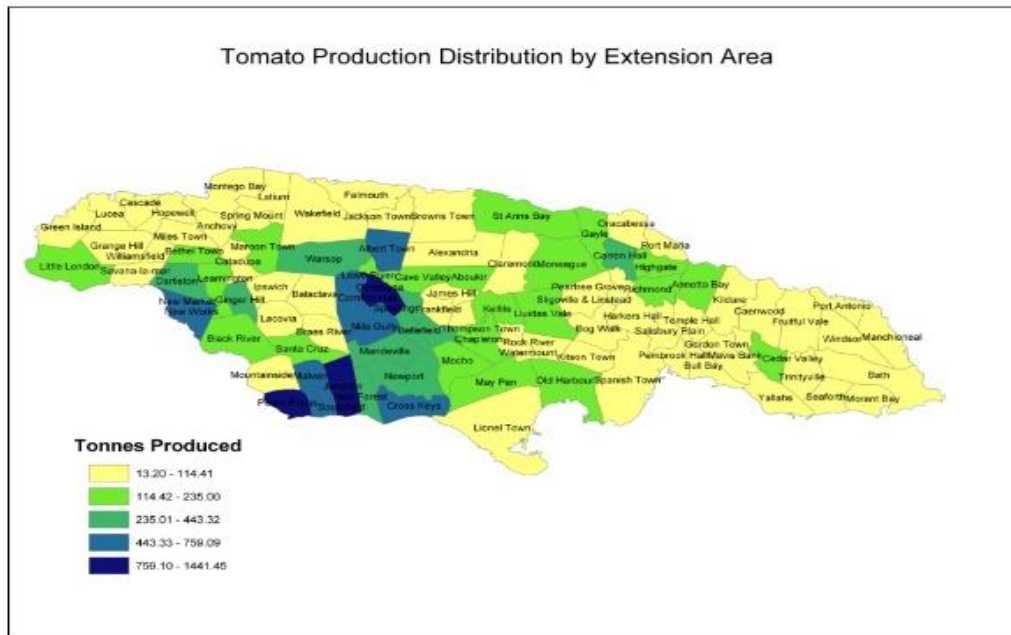 Tomato Production Distribution by Extension Area
Montego Bay
Latium
Falmouth
Cascade
Lucea
Hopewell
Spring Mount
Wakefield
Jackson Town
Browns Town
St Anns Bay
Oracabessa
Green Island
Anchovy
Miles Town
Gayle
Port Maria
Grange Hill
Williamsfield
Bethel Town
Maroon Town
Albert Town
Alexandria
Carron Hall
Little London
Catadupa
Warsop
Claremont
Moneague
Highgate
Savana-la-mar
Darliston
Leamington
Ipswich
Cave Valley
Aboukir
Peartree Grove
Richmond
Annotto Bay
New Market
Ginger Hill
Balaclava
James Hill
Kildare
Port Antonio
New Works
Lacovia
Frankfield
Kellits
Lluidas Vale
Harkers Hall
Caenwood
Fruitful Vale
Black River
Braes River
Mile Gully
Bellefield
Thompson Town
Chapleton
Bog Walk
Temple Hall
Salisbury Plain
Windsor
Manchioneal
Santa Cruz
Mandeville
Rock River
Watermount
Kitson Town
Gordon Town
Mavis Bank
Bull Bay
Cedar Valley
Mountainside
Newport
Mocho
May Pen
Old Harbour
Spanish Town
Trinityville
Bath
Malvern
Cross Keys
Yallahs
Seaforth
Morant Bay
Lionel Town
Tonnes Produced
13.20 - 114.41
114.42 - 235.00
235.01 - 443.32
443.33 - 759.09
759.10 - 1441.45